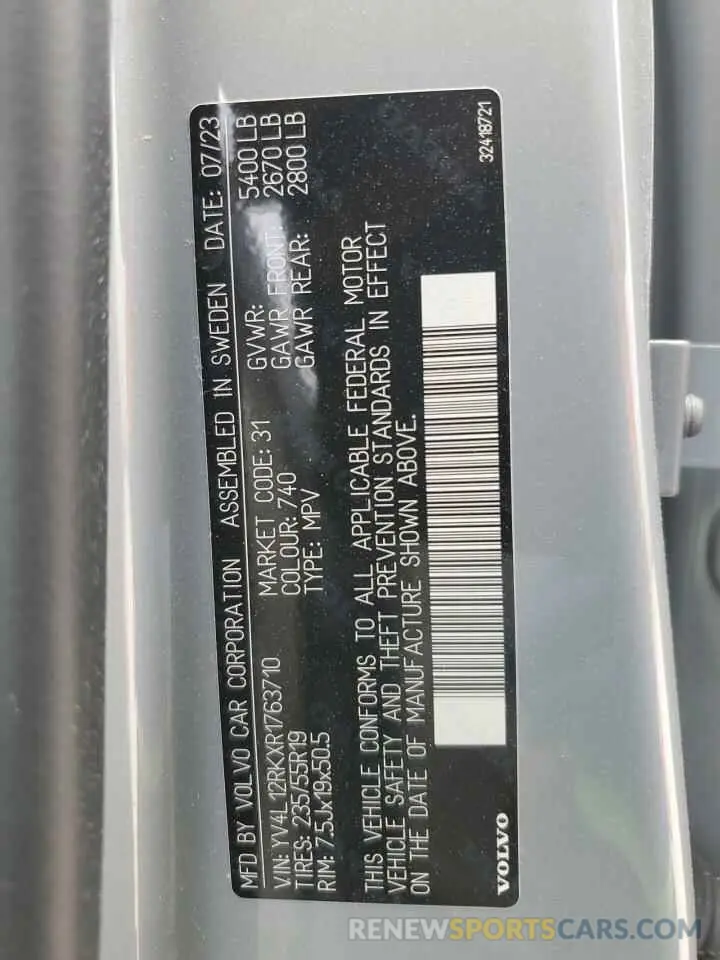 MFD BY VOLVO CAR CORPORATION ASSEMBLED IN SWEDEN DATE: 07/23
VIN: YV4L12RKXR1763710 MARKET CODE: 31 GVWR: 5400 LB
TIRES: 235/55R19 COLOUR: 740 GAWR FRONT: 2670 LB
RIM: 7.5Jx19x50.5 TYPE: MPV GAWR REAR: 2800 LB
THIS VEHICLE CONFORMS TO ALL APPLICABLE FEDERAL MOTOR
VEHICLE SAFETY AND THEFT PREVENTION STANDARDS IN EFFECT
ON THE DATE OF MANUFACTURE SHOWN ABOVE.
VOLVO
32418721
RENEWSPORTSCARS.COM